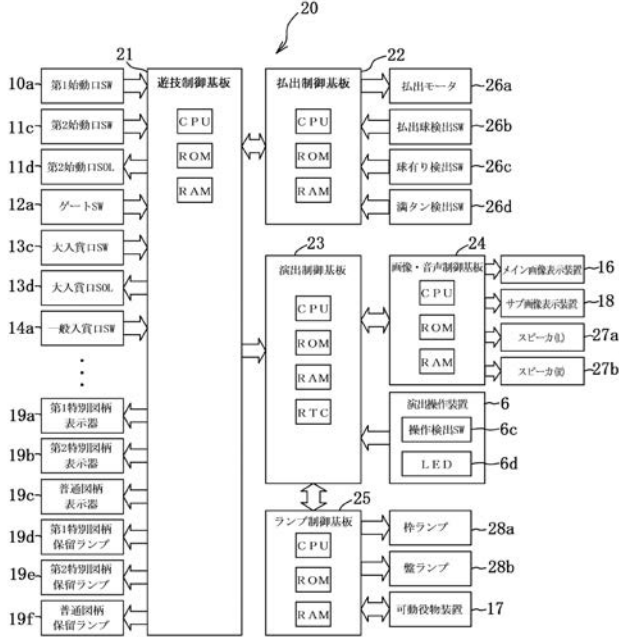 20
21
22
10a
第1始動口SW
遊技制御基板
払出制御基板
払出モータ
26a
11c
第2始動口SW
CPU
CPU
払出球検出SW
26b
11d
第2始動口SOL
ROM
ROM
球有り検出SW
26c
12a
ゲートSW
RAM
RAM
満タン検出SW
26d
13c
大入賞口SW
23
24
13d
大入賞口SOL
演出制御基板
画像・音声制御基板
メイン画像表示装置
16
14a
一般入賞口SW
CPU
CPU
サブ画像表示装置
18
ROM
ROM
スピーカ(L)
27a
RAM
RAM
スピーカ(R)
27b
RTC
演出操作装置
6
操作検出SW
6c
LED
6d
19a
第1特別図柄
表示器
19b
第2特別図柄
表示器
19c
普通図柄
表示器
25
19d
第1特別図柄
保留ランプ
ランプ制御基板
枠ランプ
28a
CPU
19e
第2特別図柄
保留ランプ
ROM
盤ランプ
28b
19f
普通図柄
保留ランプ
RAM
可動役物装置
17